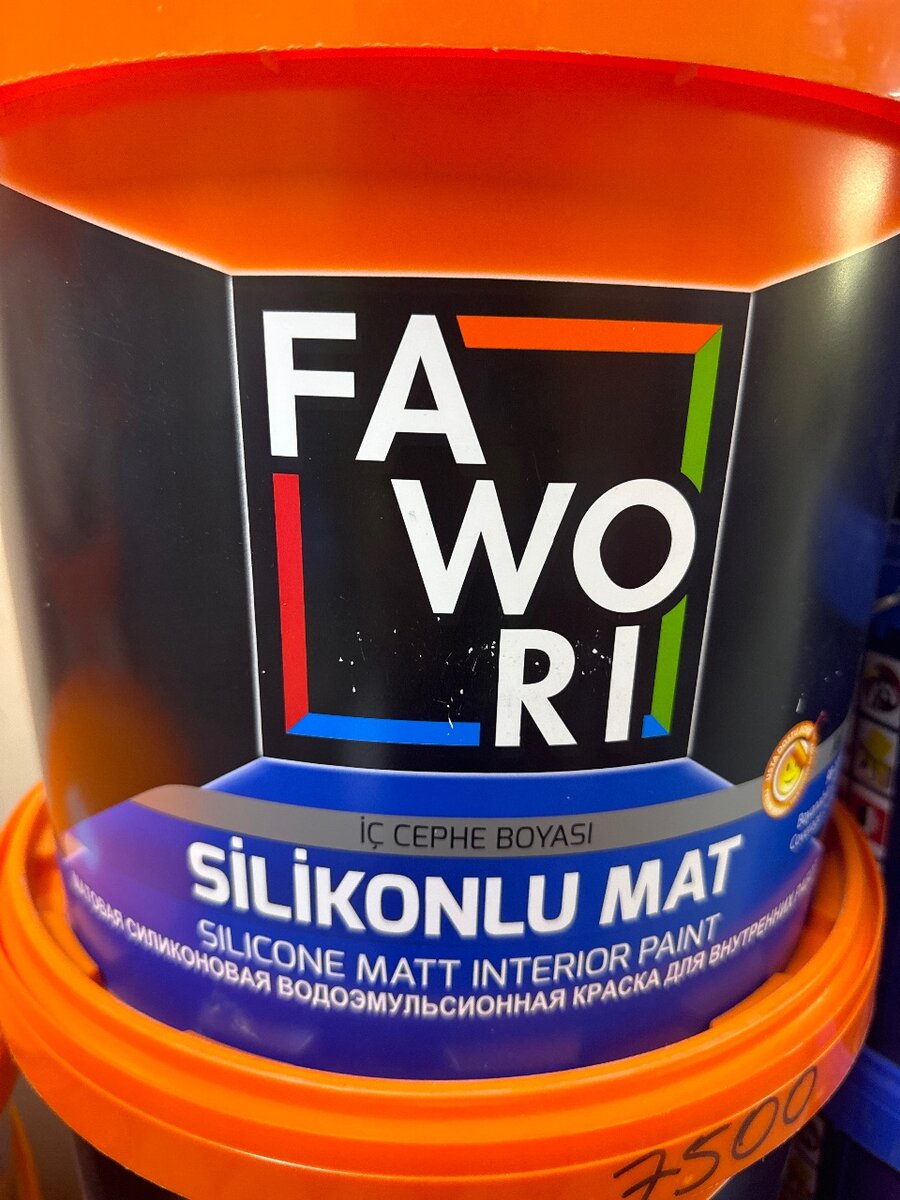 FA
WO
RI
İÇ CEPHE BOYASI
SİLİKONLU MAT
SILICONE MATT INTERIOR PAINT
МАТОВАЯ СИЛИКОНОВАЯ ВОДОЭМУЛЬСИОННАЯ КРАСКА ДЛЯ ВНУТРЕННИХ
7500